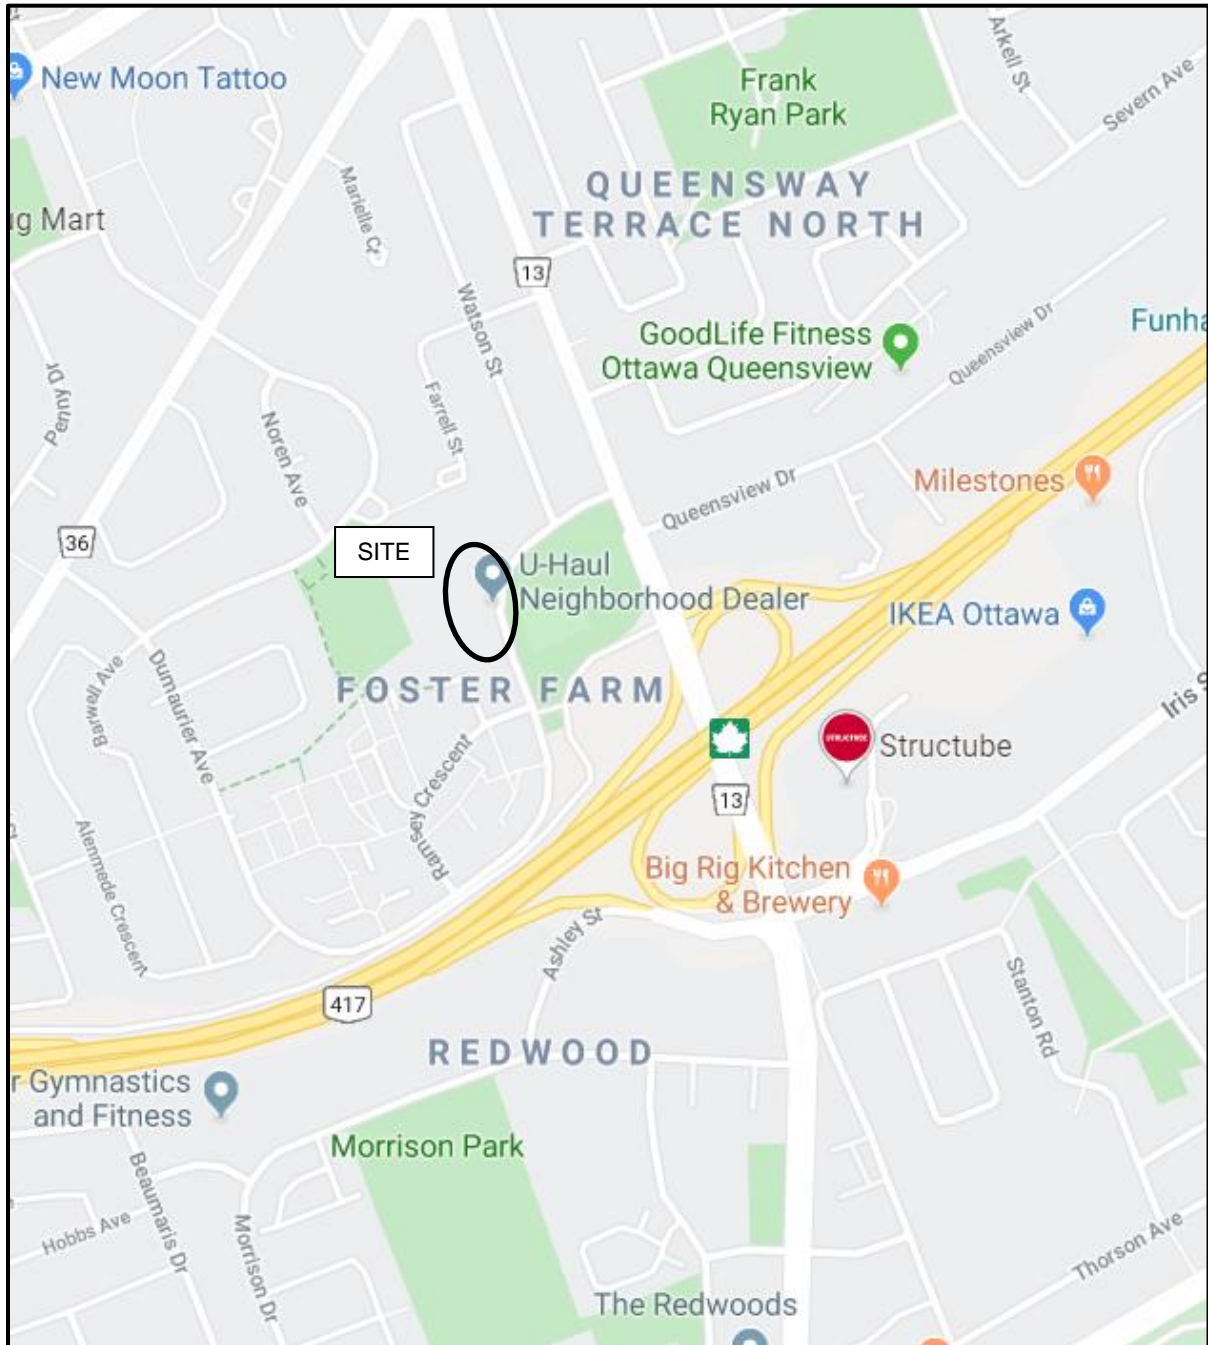 Arkell St
New Moon Tattoo
Frank
Ryan Park
Severn Ave
Marielle Cr
QUEENSWAY
TERRACE NORTH
ug Mart
13
Watson St
GoodLife Fitness
Ottawa Queensview
Queensview Dr
Funha
Penny Dr
Farrell St
Noren Ave
Milestones
Queensview Dr
36
SITE
U-Haul
Neighborhood Dealer
IKEA Ottawa
Banwell Ave
Dumaurier Ave
FOSTER FARM
Iris S
STRUCTUBE
Structube
Ramsey Crescent
13
Alenmede Crescent
Big Rig Kitchen
& Brewery
Ashley St
Stanton Rd
417
REDWOOD
r Gymnastics
and Fitness
Morrison Park
Beaumaris Dr
Hobbs Ave
Morrison Dr
Thorson Ave
The Redwoods